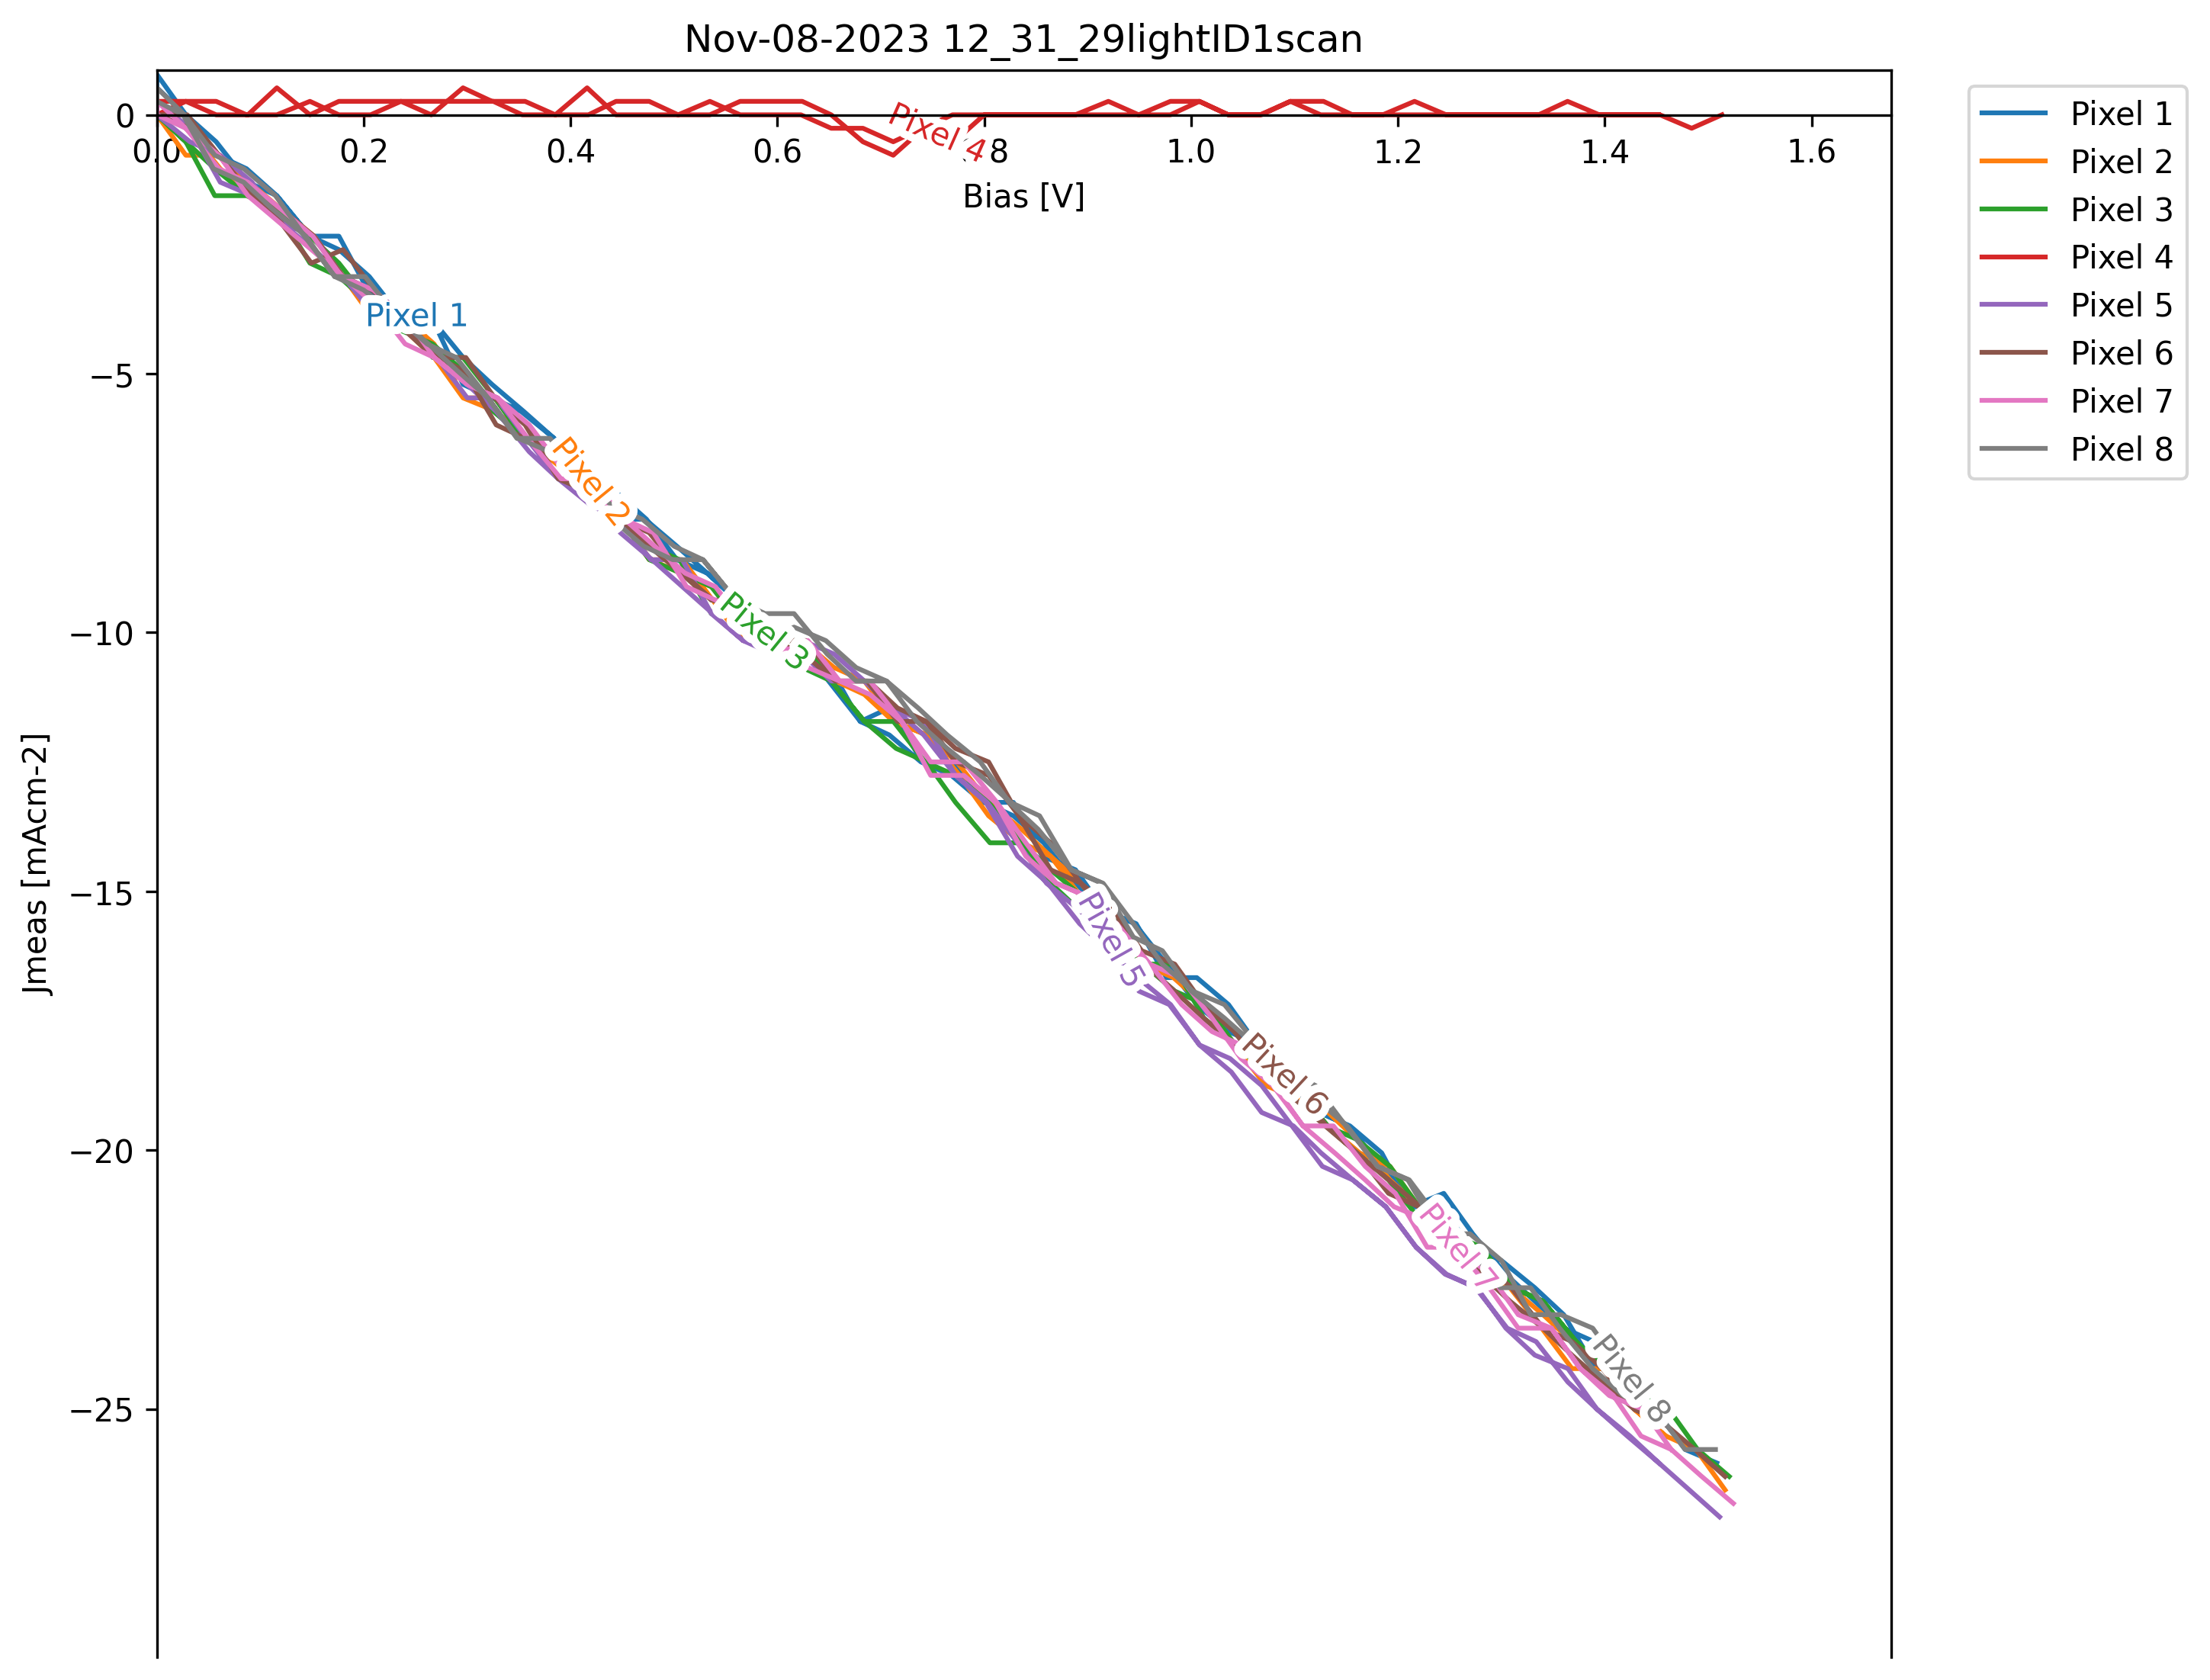 Nov-08-2023 12_31_29lightID1scan
0
0.0 0.2 0.4 0.6 8 1.0 1.2 1.4 1.6
Bias [V]
−5
−10
−15
−20
−25
Jmeas [mAcm-2]
Pixel 1
Pixel 2
Pixel 3
Pixel 4
Pixel 5
Pixel 6
Pixel 7
Pixel 8
Pixel 1
Pixel 2
Pixel 3
Pixel 4
Pixel 5
Pixel 6
Pixel 7
Pixel 8